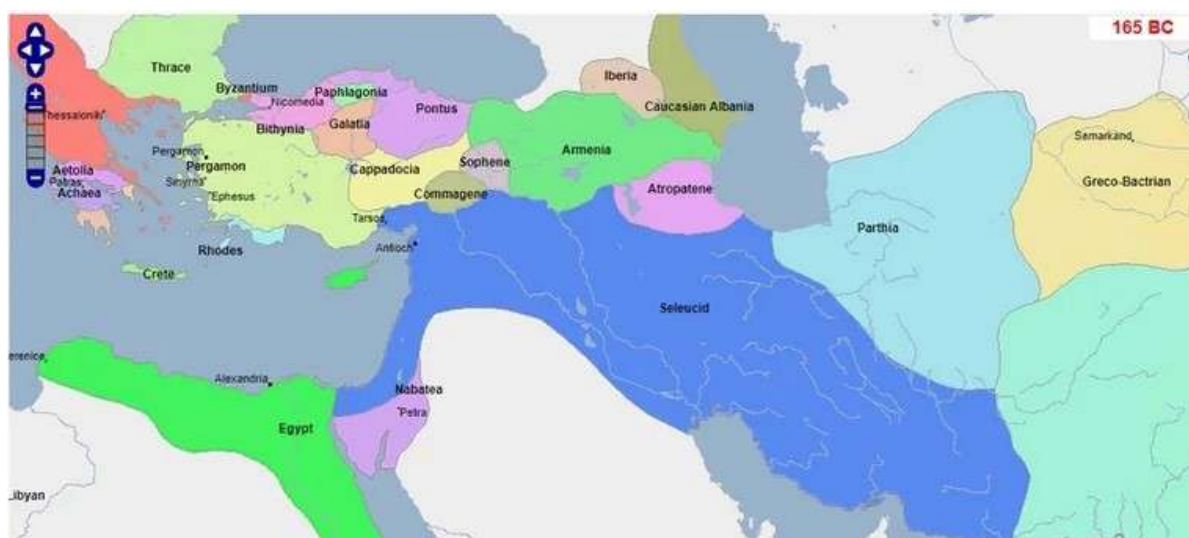 165 BC
Thrace
Byzantium
Nicomedia
Paphlagonia
Pontus
Iberia
Caucasian Albania
Thessaloniki
Bithynia
Galatia
Armenia
Semarkand
Pergamon
Pergamon
Cappadocia
Sophene
Aetolia
Patras
Achaea
Smyrna
Ephesus
Commagene
Atropatene
Greco-Bactrian
Tarsos
Antioch
Rhodes
Parthia
Crete
Seleucid
Alexandria
Nabatea
Petra
Egypt
Libyan